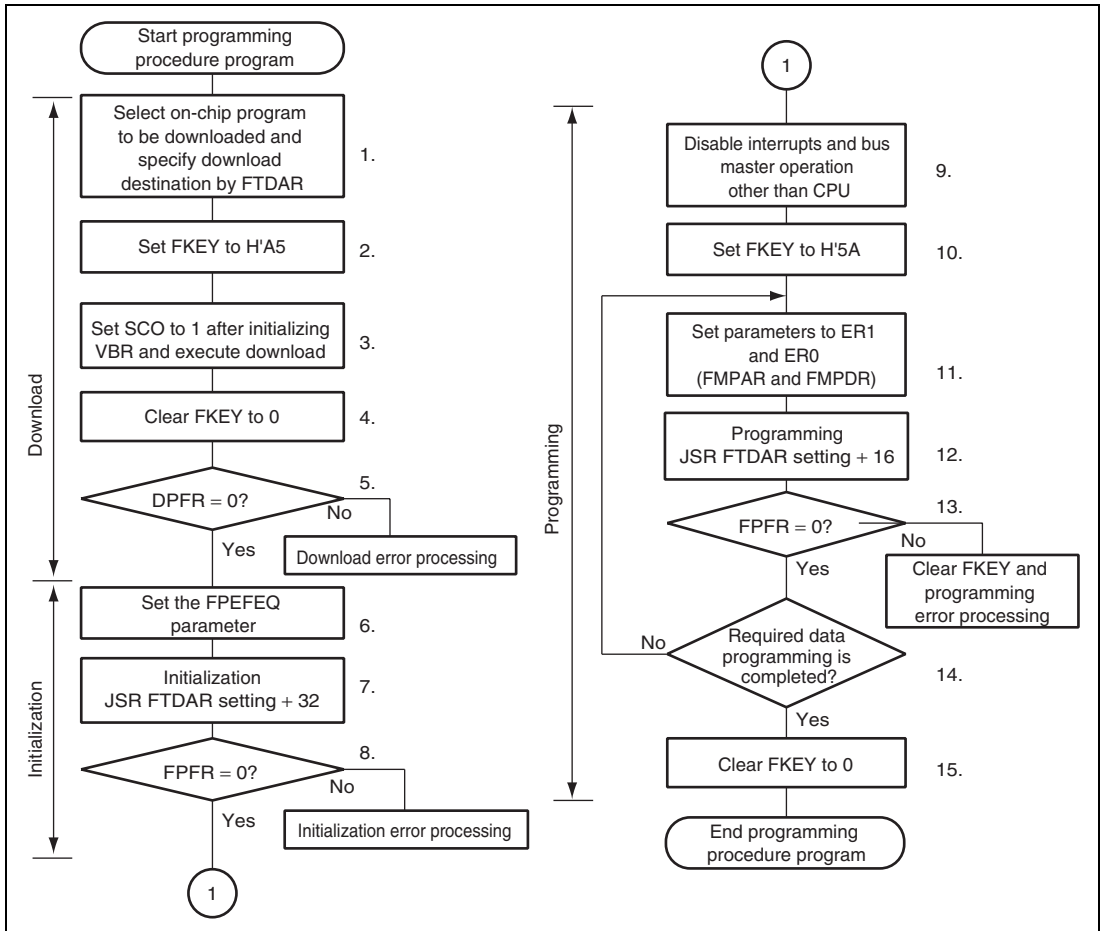 Start programming
procedure program
Download
Select on-chip program
to be downloaded and
specify download
destination by FTDAR
1.
Set FKEY to H'A5
2.
Set SCO to 1 after initializing
VBR and execute download
3.
Clear FKEY to 0
4.
DPFR = 0?
5.
No
Yes
Download error processing
Initialization
Set the FPEFEQ
parameter
6.
Initialization
JSR FTDAR setting + 32
7.
FPFR = 0?
8.
No
Yes
Initialization error processing
1
1
Programming
Disable interrupts and bus
master operation
other than CPU
9.
Set FKEY to H'5A
10.
Set parameters to ER1
and ER0
(FMPAR and FMPDR)
11.
Programming
JSR FTDAR setting + 16
12.
FPFR = 0?
13.
No
Yes
Clear FKEY and
programming
error processing
No
Required data
programming is
completed?
14.
Yes
Clear FKEY to 0
15.
End programming
procedure program